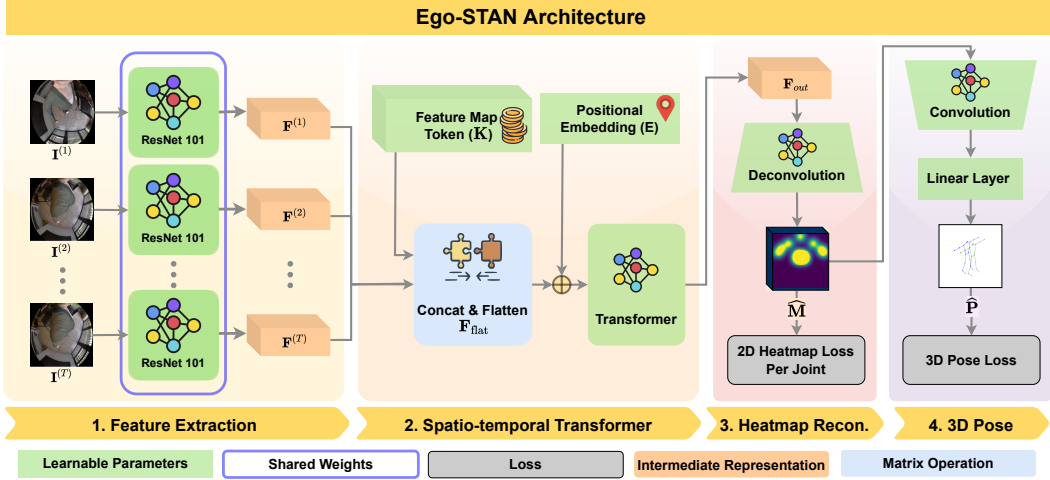 Ego-STAN Architecture
ResNet 101
I^(1)
F^(1)
ResNet 101
I^(2)
F^(2)
ResNet 101
I^(T)
F^(T)
Feature Map
Token (K)
Positional
Embedding (E)
Concat & Flatten
F_flat
Transformer
F_out
Deconvolution
M̂
2D Heatmap Loss
Per Joint
Convolution
Linear Layer
P̂
3D Pose Loss
1. Feature Extraction
2. Spatio-temporal Transformer
3. Heatmap Recon.
4. 3D Pose
Learnable Parameters
Shared Weights
Loss
Intermediate Representation
Matrix Operation